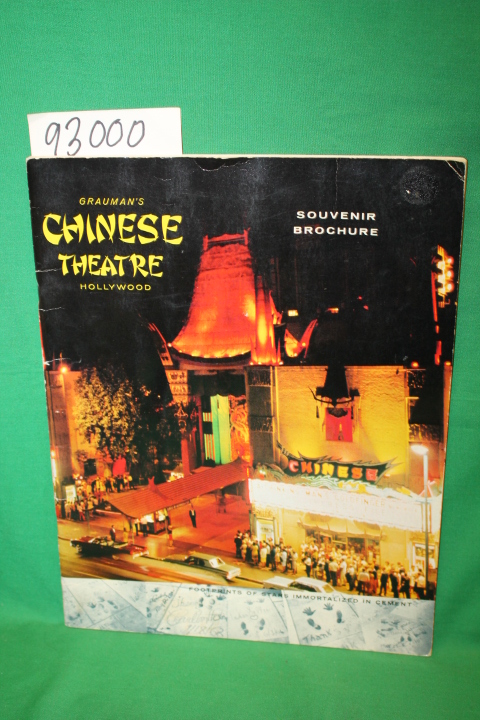 93000
GRAUMAN'S
CHINESE
THEATRE
HOLLYWOOD
SOUVENIR
BROCHURE
CHINESE
FOOTPRINTS OF STARS IMMORTALIZED IN CEMENT